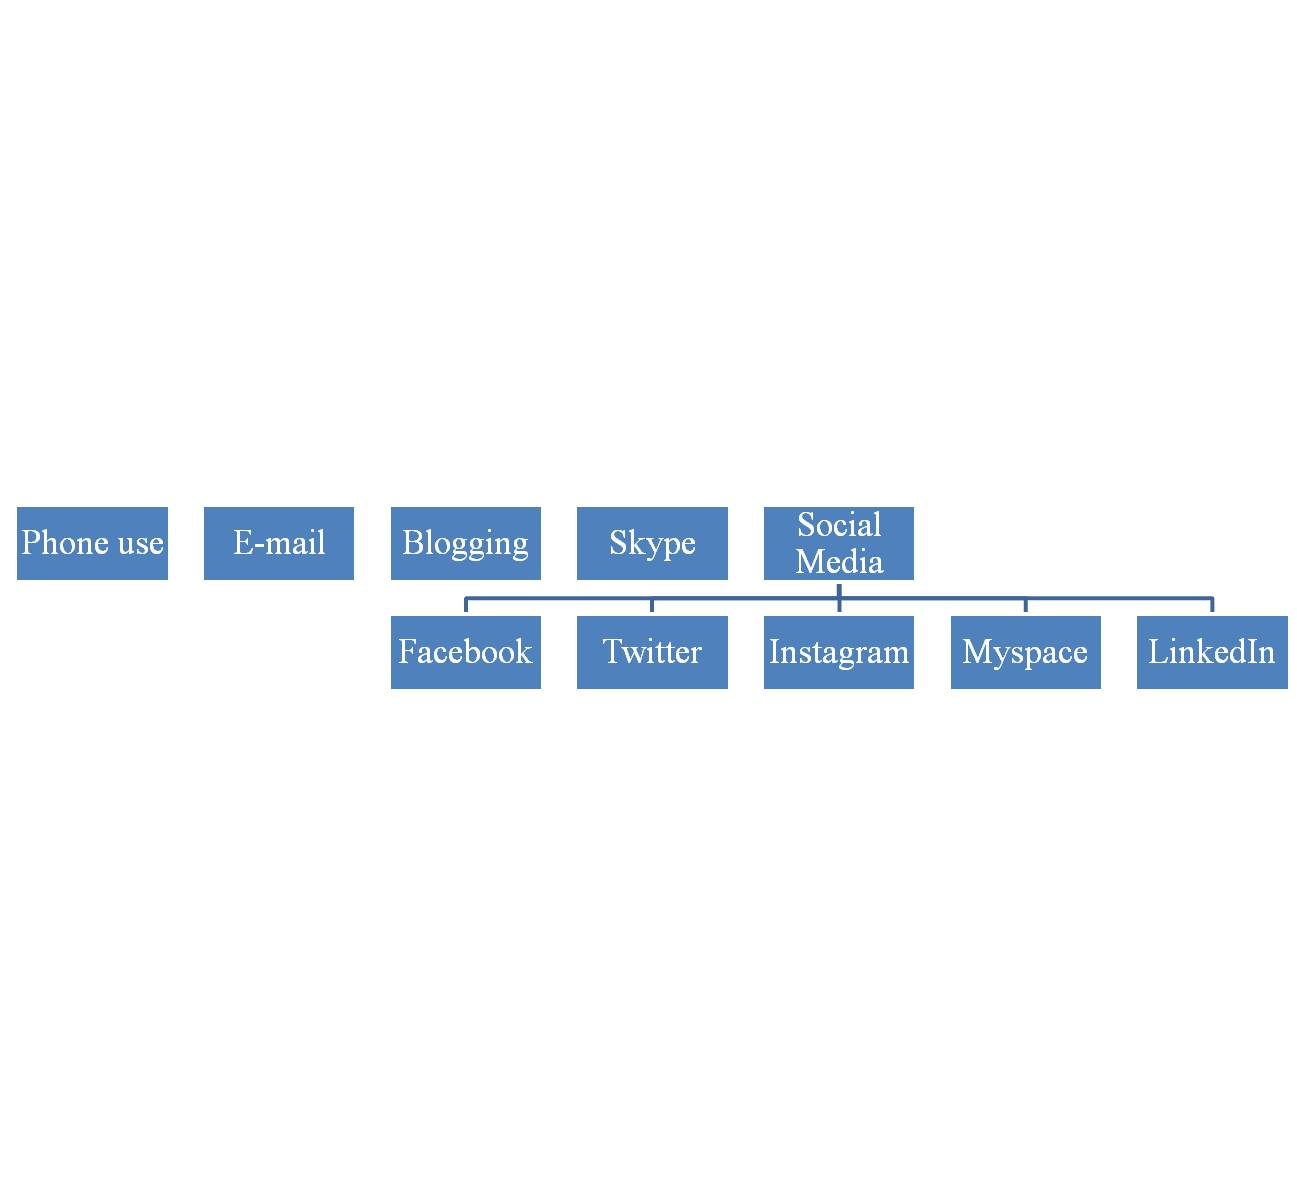 Phone use
E-mail
Blogging
Skype
Social
Media
Facebook
Twitter
Instagram
Myspace
LinkedIn